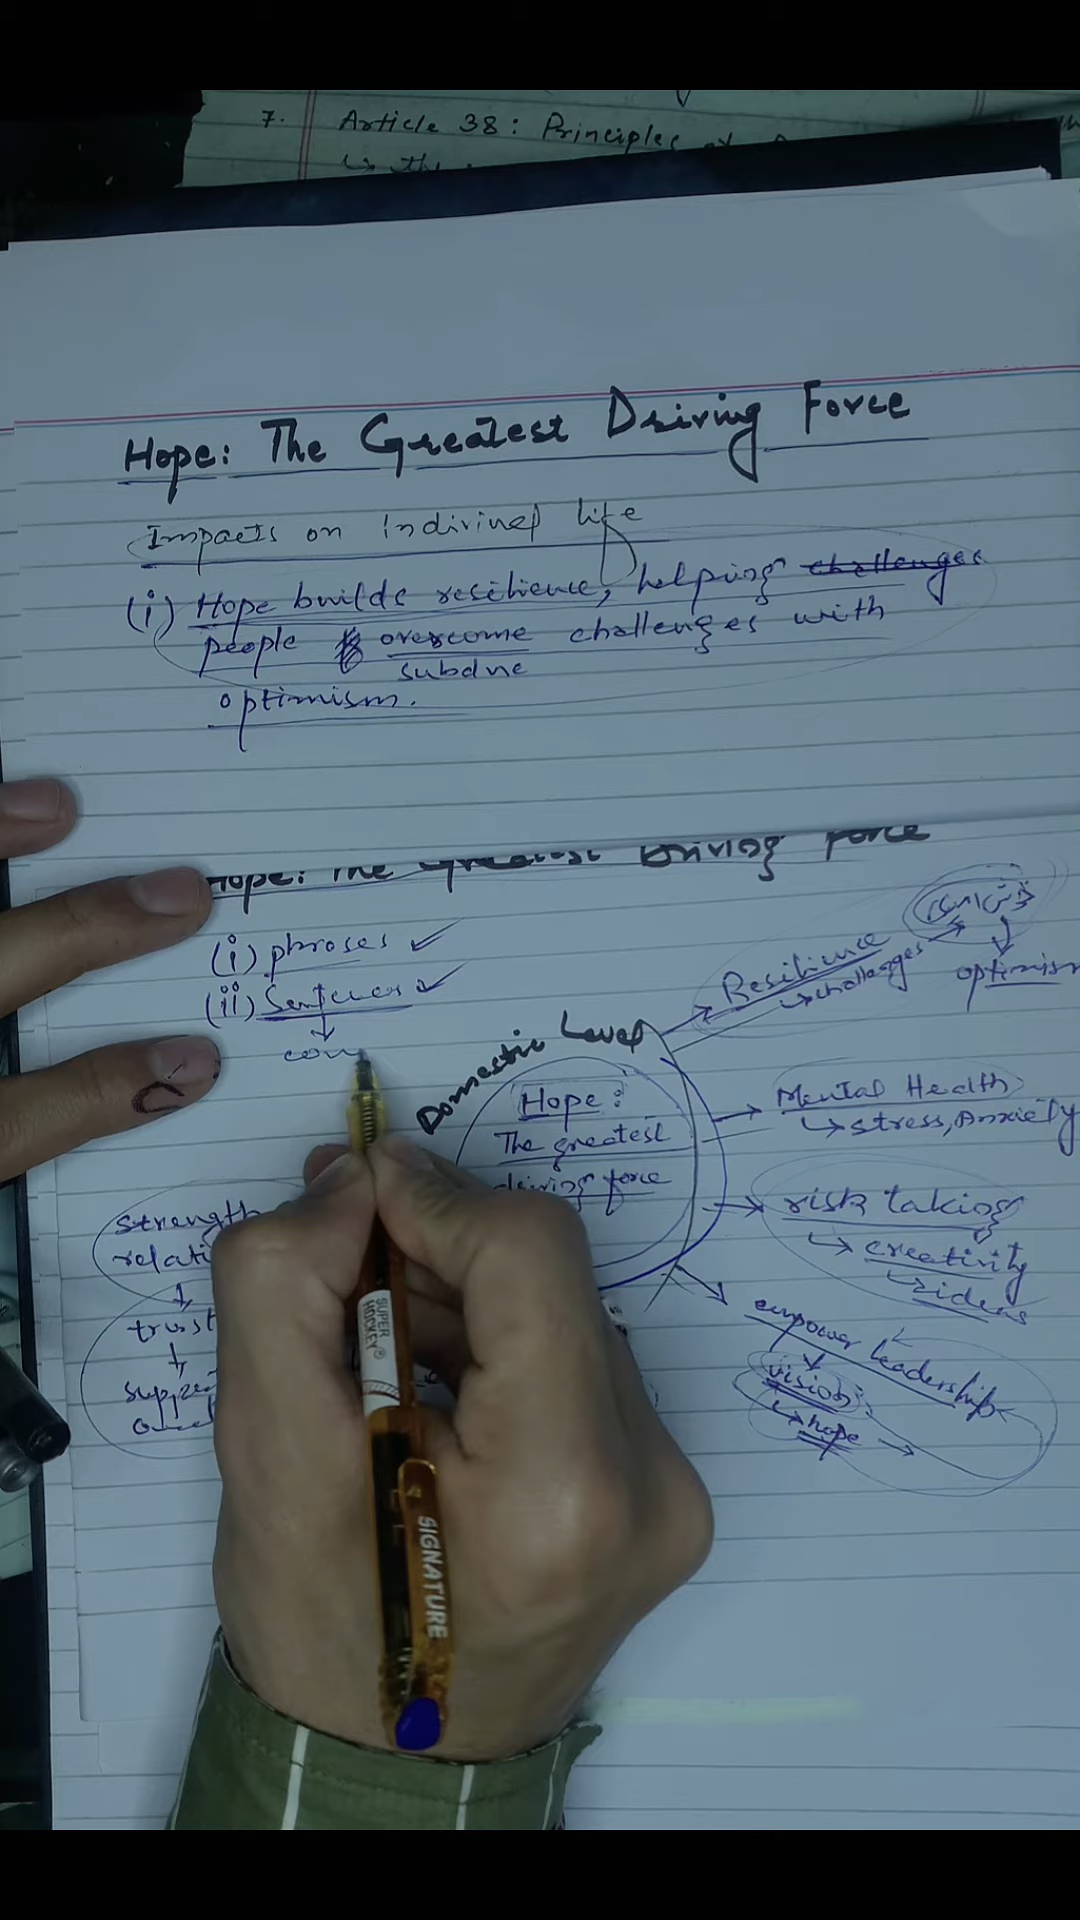 7. Article 38: Principles of
Hope: The Greatest Driving Force
Impacts on Indivinel life
(i) Hope builds resilience, helping challenges
people overcome challenges with
subdue
optimism.
Hope: The Greatest Driving Force
(i) phrases ✓
(ii) Sentences ✓
↓
Domestic Level
Hope:
The greatest
driving force
Resilience
↳ challenges
↓
optimism
Mental Health
↳ stress, Anxiety
risk taking
↳ creativity
↳ ideas
empower leadership
↓
vision
↳ hope →
strength
relati
↓
trust
↓
SUPER
HOCKEY
SIGNATURE